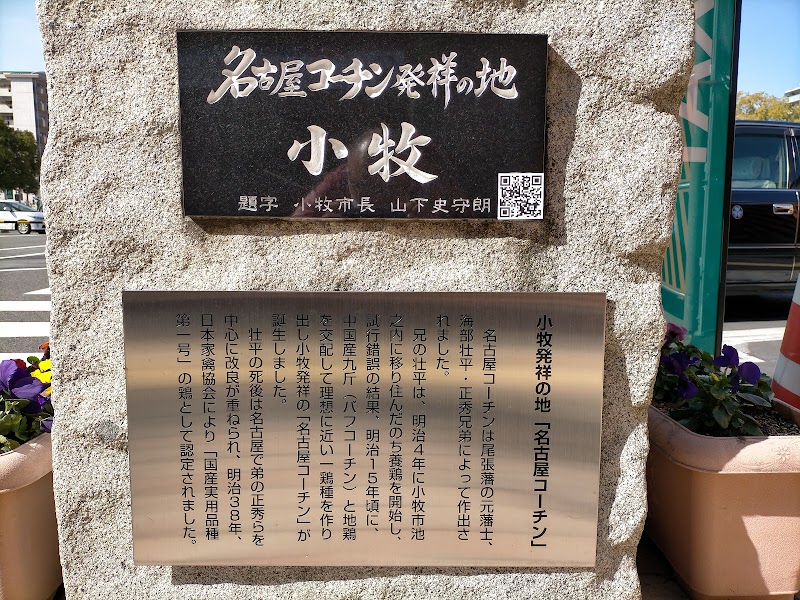 名古屋コーチン発祥の地
小牧
題字 小牧市長 山下史守朗
小牧発祥の地「名古屋コーチン」
名古屋コーチンは尾張藩の元藩士、
海部壮平・正秀兄弟によって作出さ
れました。
兄の壮平は、明治4年に小牧市池
之内に移り住んだのち養鶏を開始し、
試行錯誤の結果、明治15年頃に、
中国産九斤(バフコーチン)と地鶏
を交配して理想に近い一鶏種を作り
出し小牧発祥の「名古屋コーチン」が
誕生しました。
壮平の死後は名古屋で弟の正秀らを
中心に改良が重ねられ、明治38年、
日本家禽協会により「国産実用品種
第一号」の鶏として認定されました。